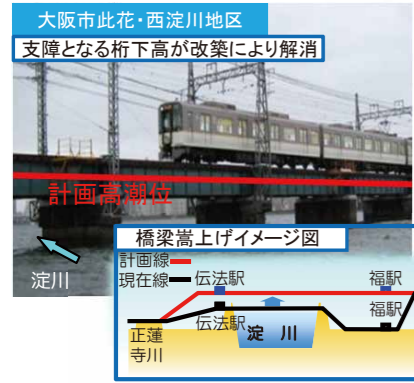 大阪市此花・西淀川地区
支障となる桁下高が改築により解消
計画高潮位
淀川
橋梁嵩上げイメージ図
計画線
現在線
伝法駅
福駅
伝法駅
福駅
正蓮
寺川
淀 川